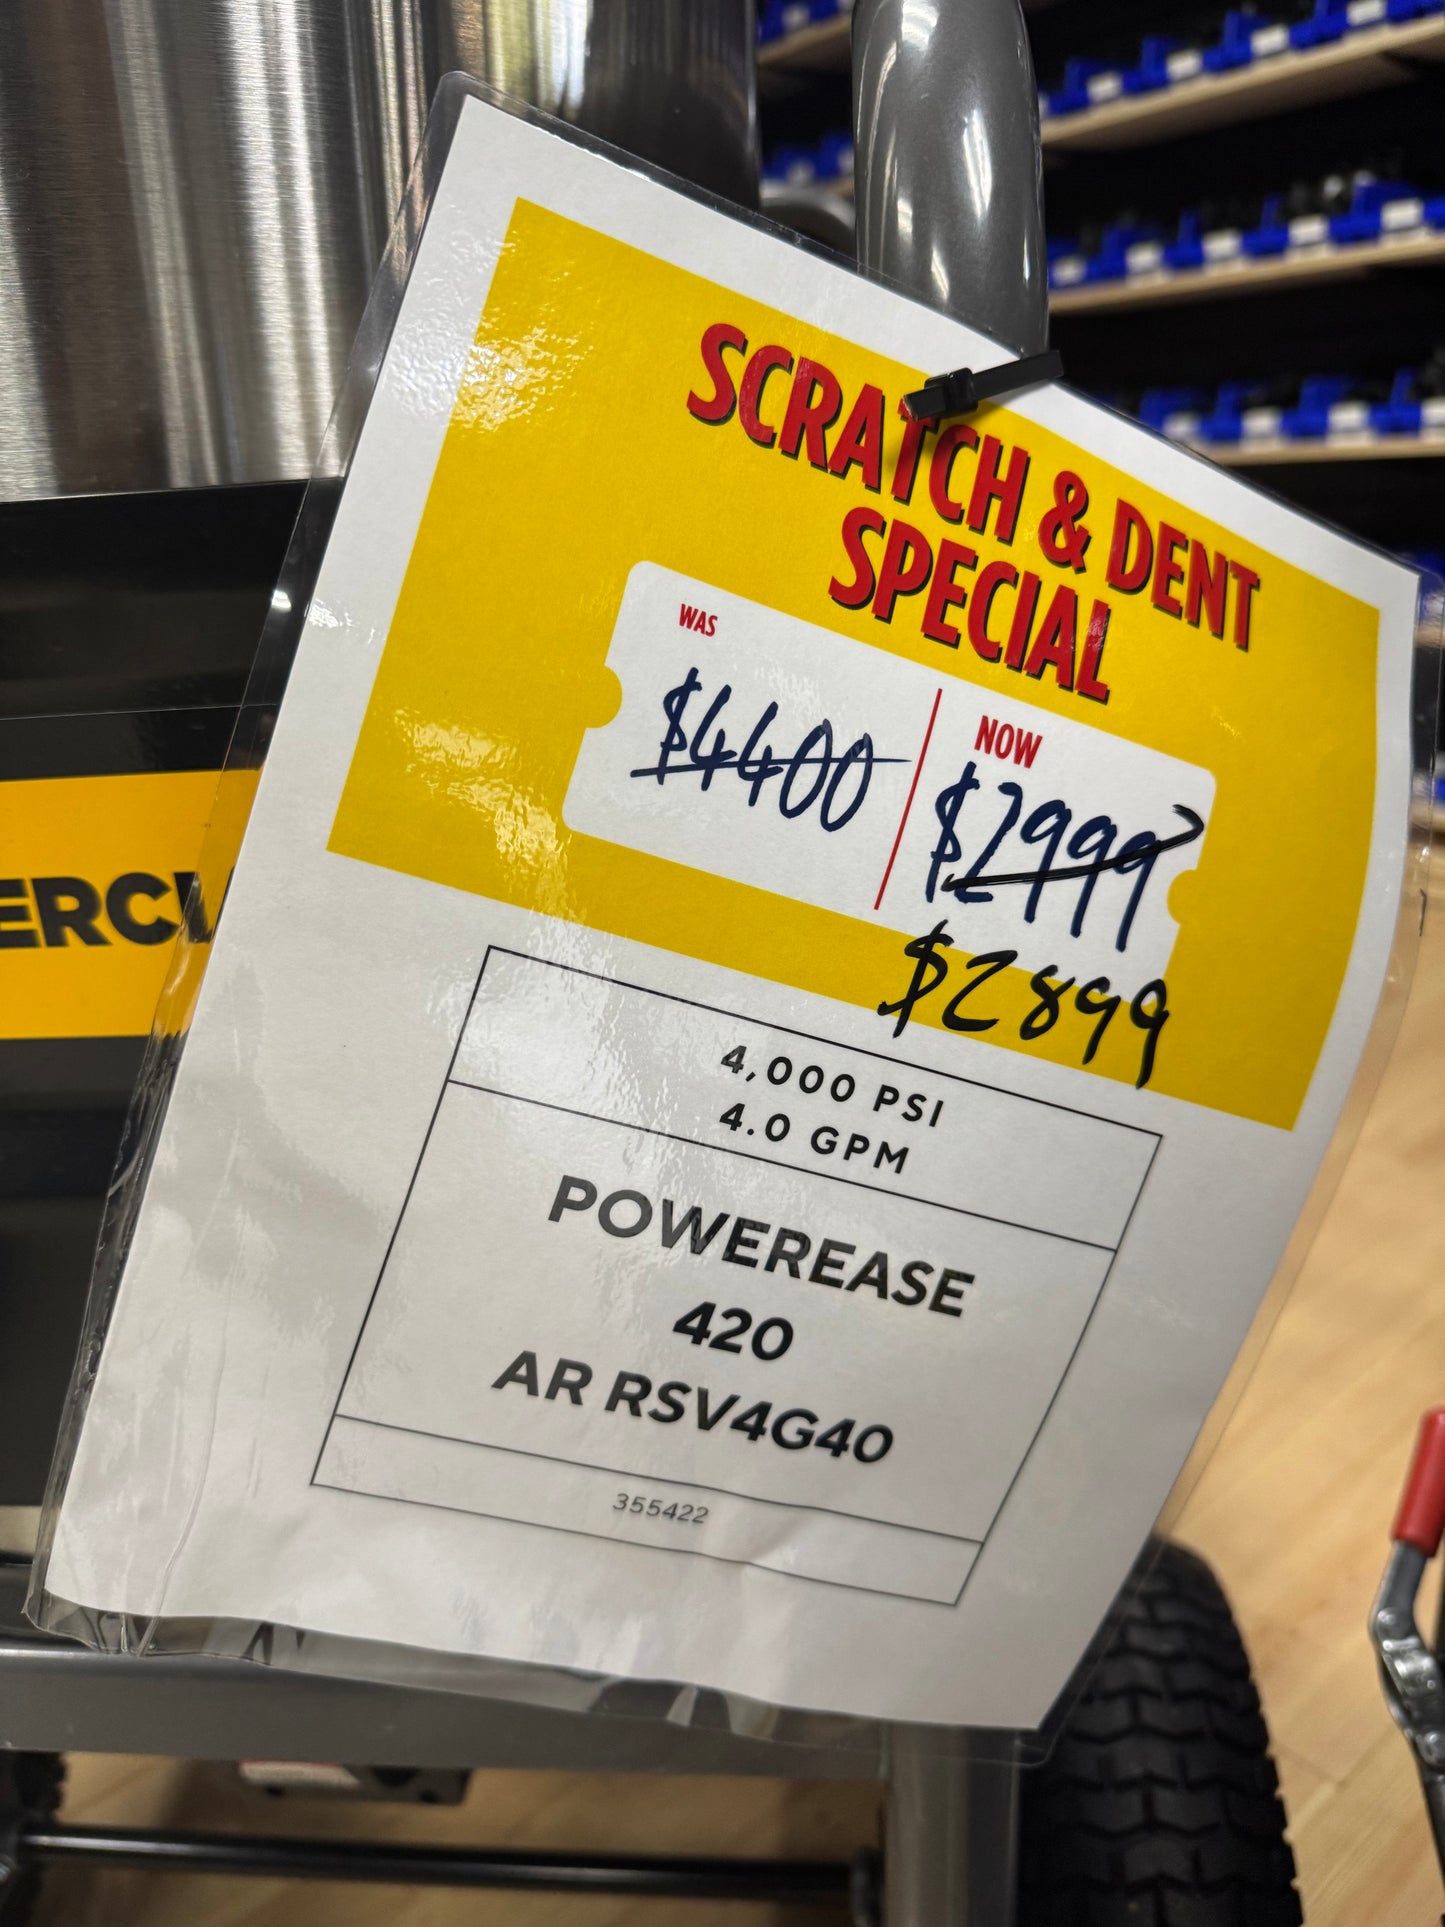 SCRATCH & DENT
SPECIAL
WAS
$4400
NOW
$2999
$2899
4,000 PSI
4.0 GPM
POWEREASE
420
AR RSV4G40
355422